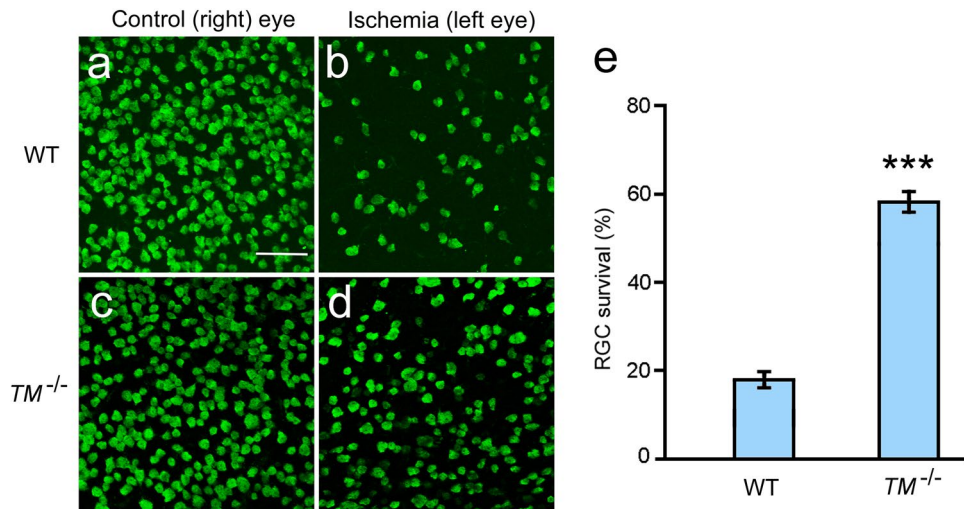 Control (right) eye
Ischemia (left eye)
WT
TM-/-
a
b
c
d
e
RGC survival (%)
80
60
40
20
0
***
WT
TM-/-